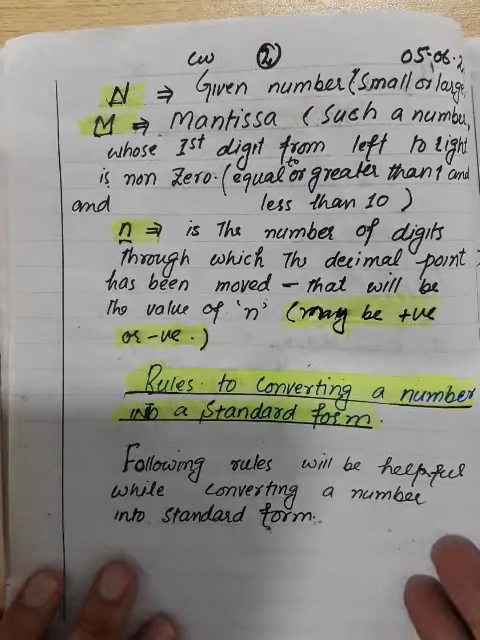 CW ② 05-06-2
N ⇒ Given number (Small or large,
M ⇒ Mantissa (Such a number,
whose 1st digit from left to right
is non Zero. (equal to or greater than 1 and
and less than 10)
n ⇒ is The number of digits
through which The decimal point
has been moved - that will be
The value of 'n' (may be +ve
or -ve.)
Rules to converting a number
into a Standard form.
Following rules will be helpful
while converting a number
into standard form.